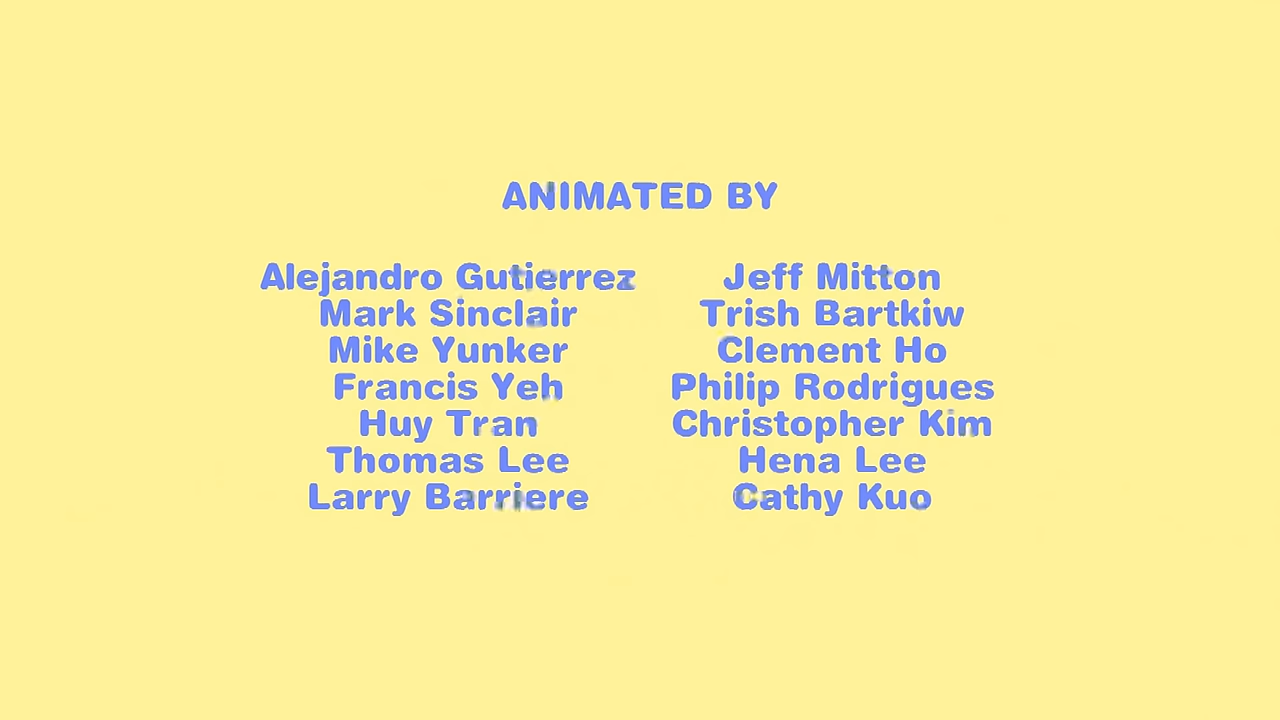 ANIMATED BY
Alejandro Gutierrez
Mark Sinclair
Mike Yunker
Francis Yeh
Huy Tran
Thomas Lee
Larry Barriere
Jeff Mitton
Trish Bartkiw
Clement Ho
Philip Rodrigues
Christopher Kim
Hena Lee
Cathy Kuo